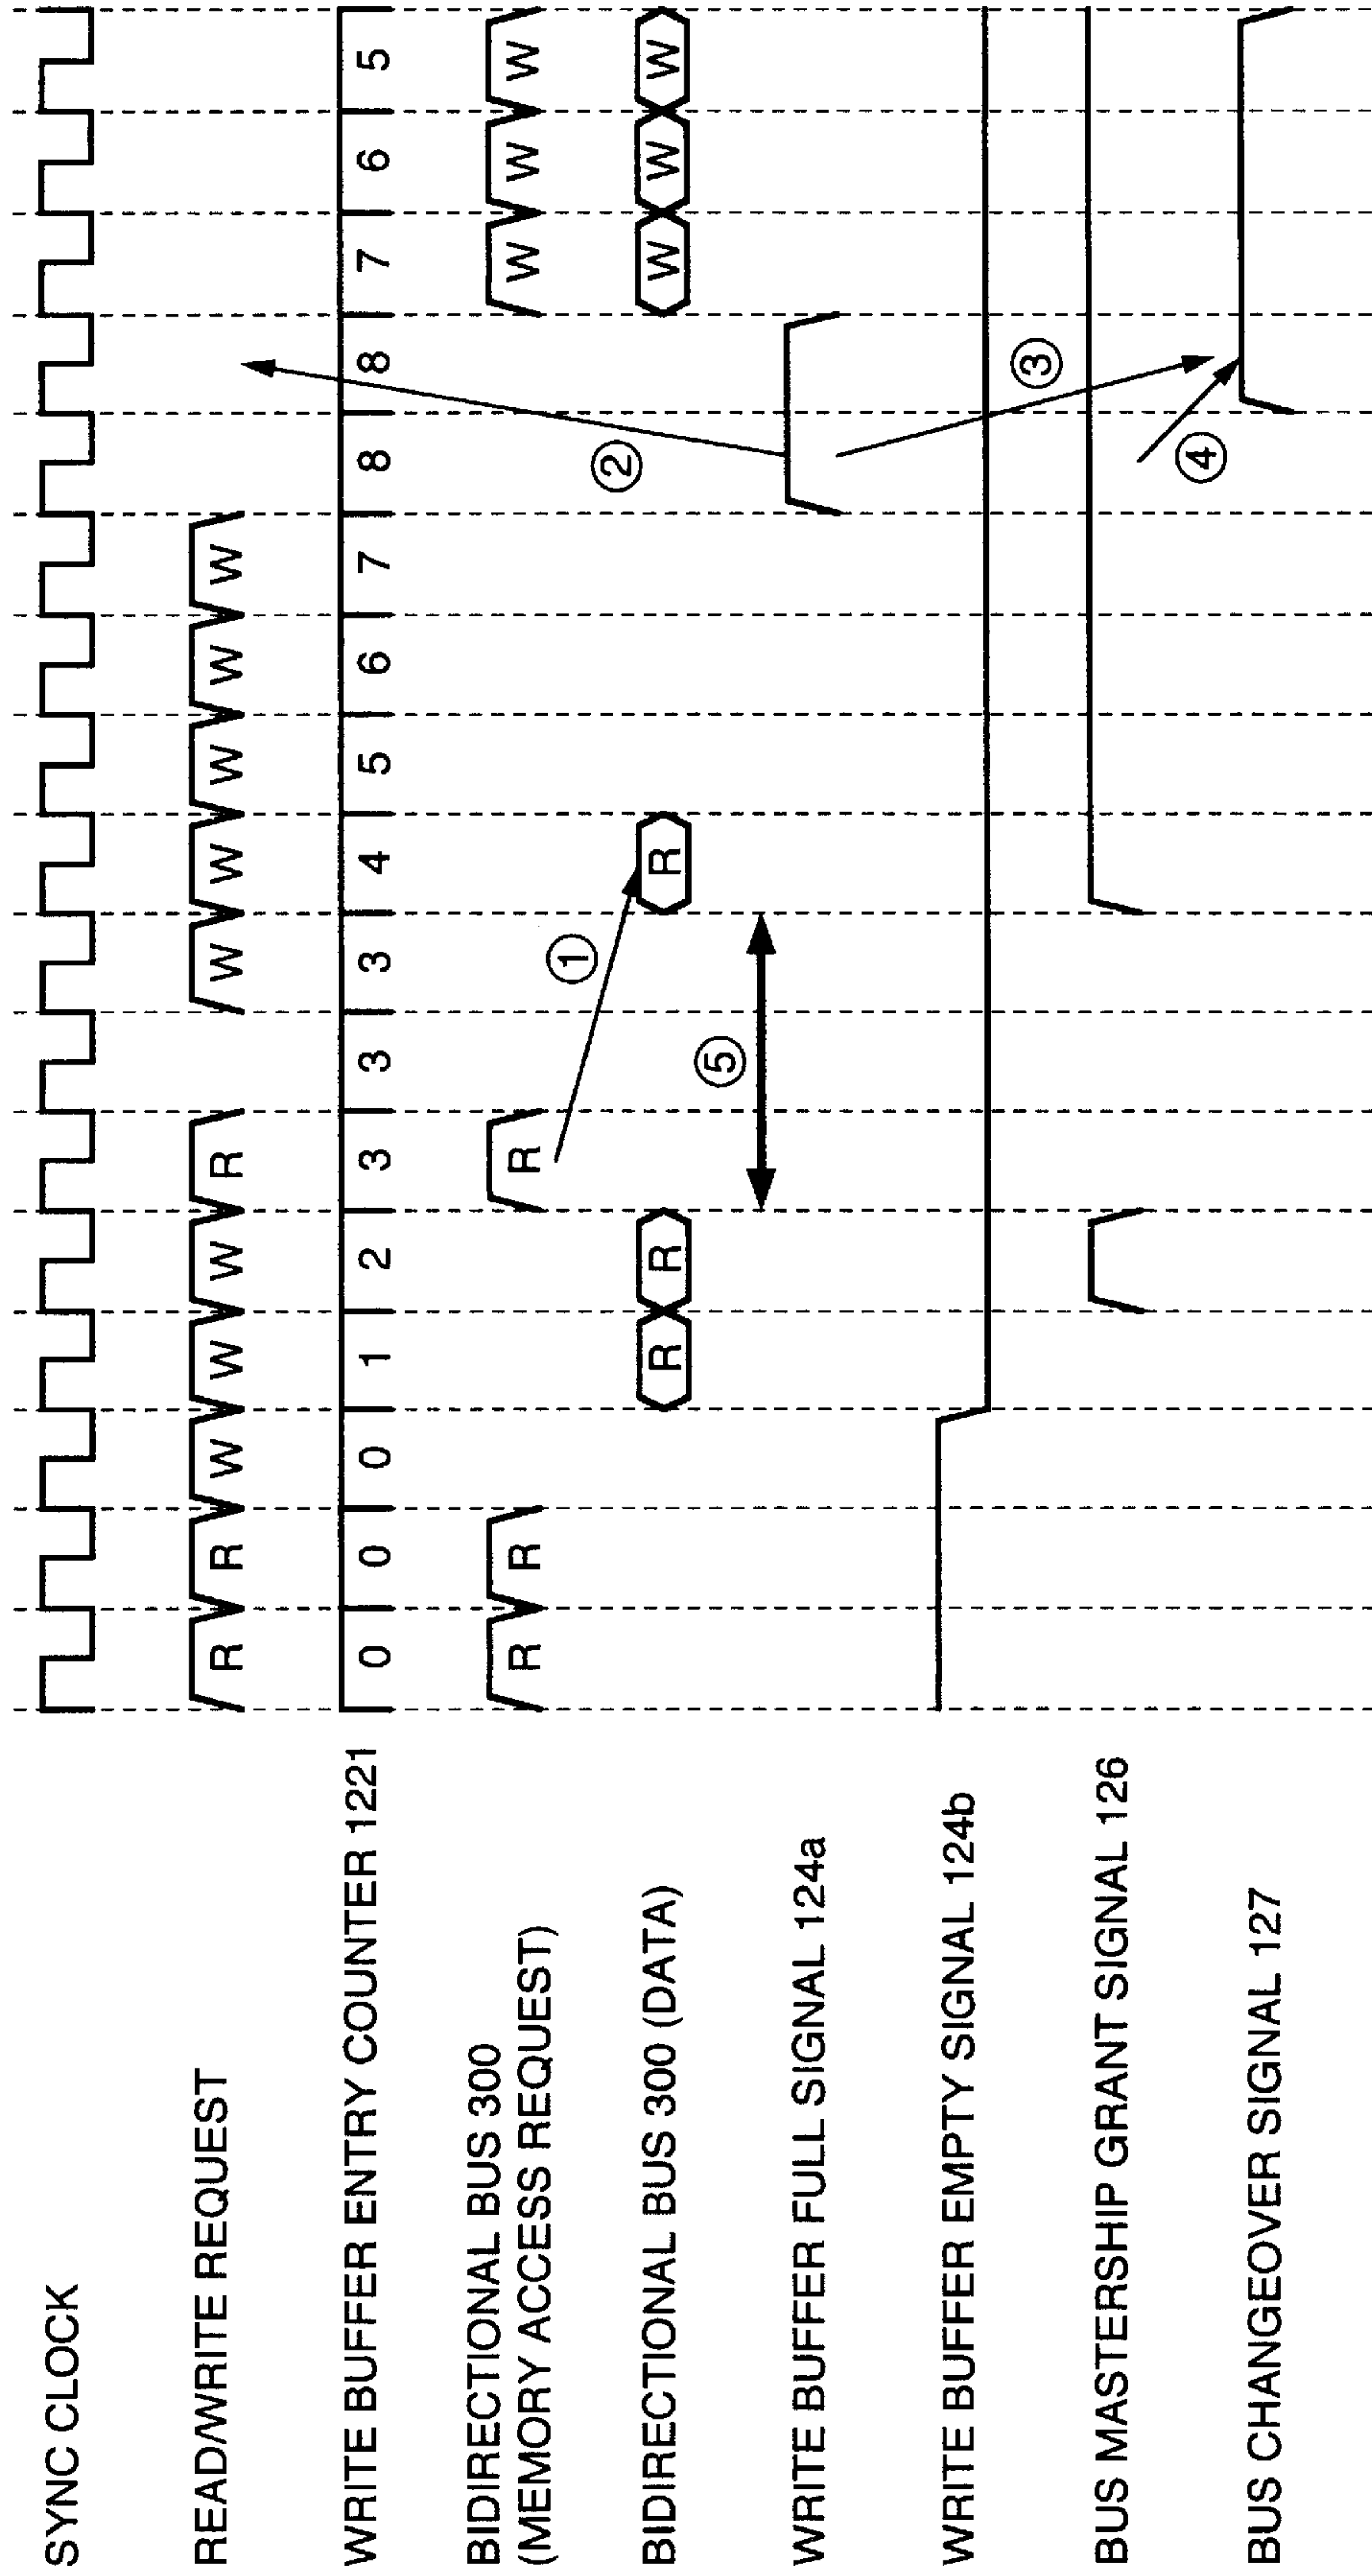 SYNC CLOCK
READ/WRITE REQUEST R R W W W R W W W W W
WRITE BUFFER ENTRY COUNTER 1221 0 0 0 1 2 3 3 3 4 5 6 7 8 8 7 6 5
BIDIRECTIONAL BUS 300
(MEMORY ACCESS REQUEST) R R R W W W
① ②
BIDIRECTIONAL BUS 300 (DATA) R R R W W W
⑤
WRITE BUFFER FULL SIGNAL 124a
WRITE BUFFER EMPTY SIGNAL 124b
③
BUS MASTERSHIP GRANT SIGNAL 126
④
BUS CHANGEOVER SIGNAL 127